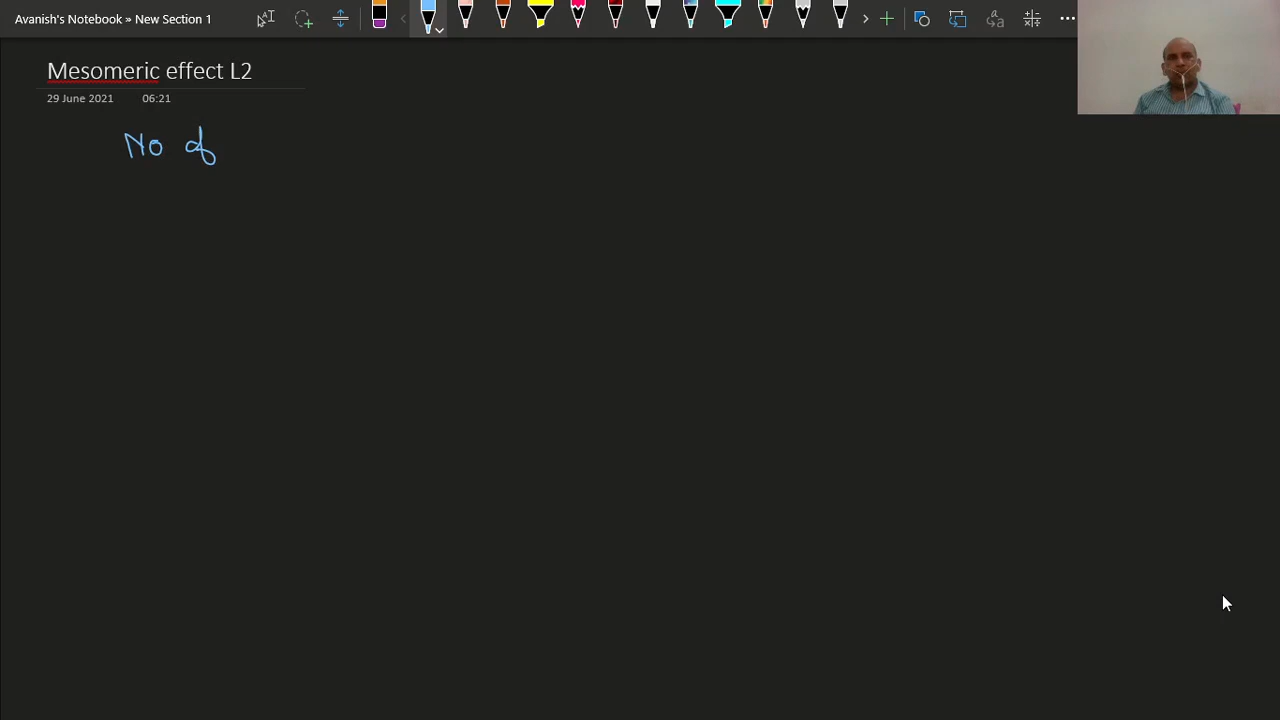 Avanish's Notebook » New Section 1
Mesomeric effect L2
29 June 2021 06:21
No of